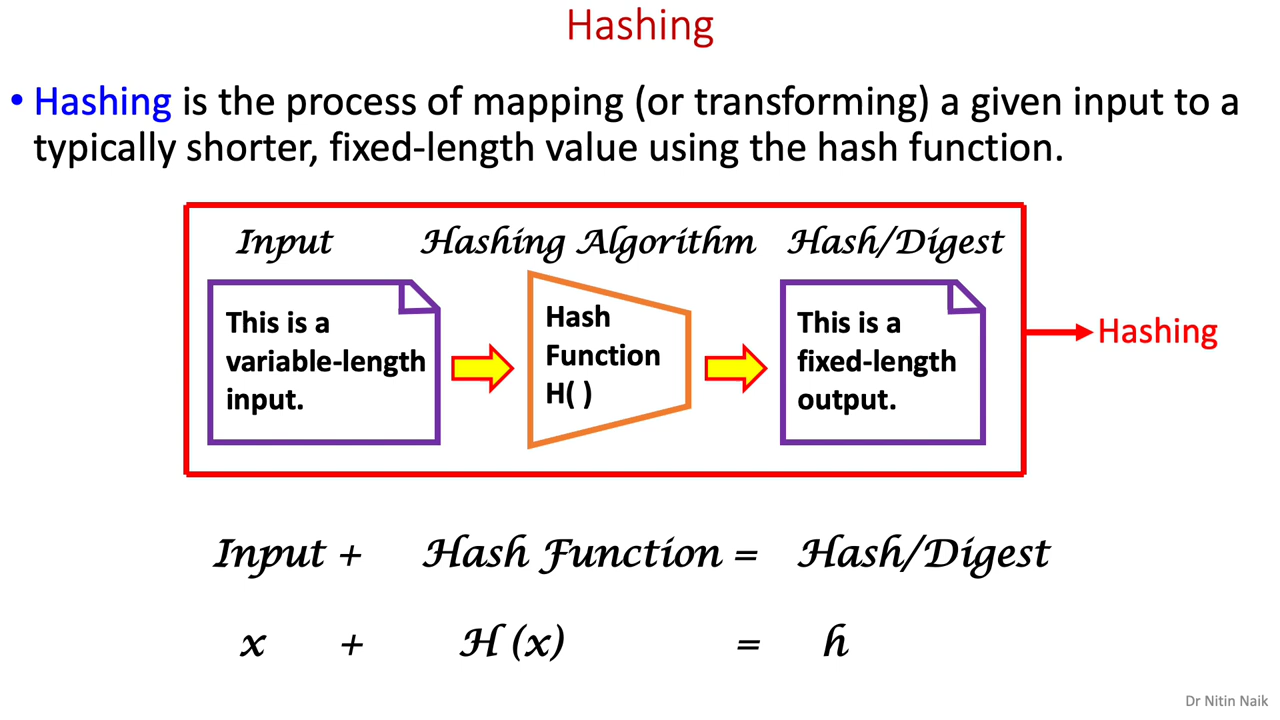 Hashing
• Hashing is the process of mapping (or transforming) a given input to a
typically shorter, fixed-length value using the hash function.
Input Hashing Algorithm Hash/Digest
This is a
variable-length
input.
Hash
Function
H( )
This is a
fixed-length
output.
Hashing
Input + Hash Function = Hash/Digest
x + H (x) = h
Dr Nitin Naik